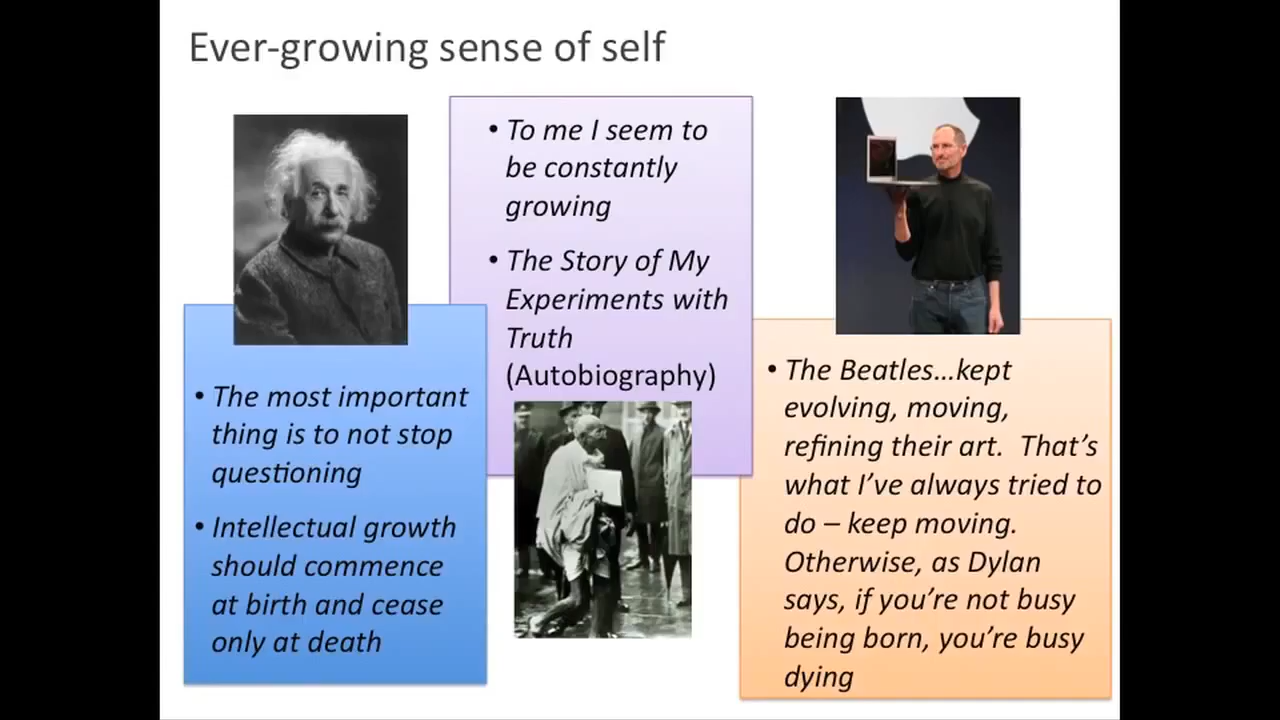 Ever-growing sense of self
• The most important
thing is to not stop
questioning
• Intellectual growth
should commence
at birth and cease
only at death
• To me I seem to
be constantly
growing
• The Story of My
Experiments with
Truth
(Autobiography)
• The Beatles…kept
evolving, moving,
refining their art.  That’s
what I’ve always tried to
do – keep moving.
Otherwise, as Dylan
says, if you’re not busy
being born, you’re busy
dying